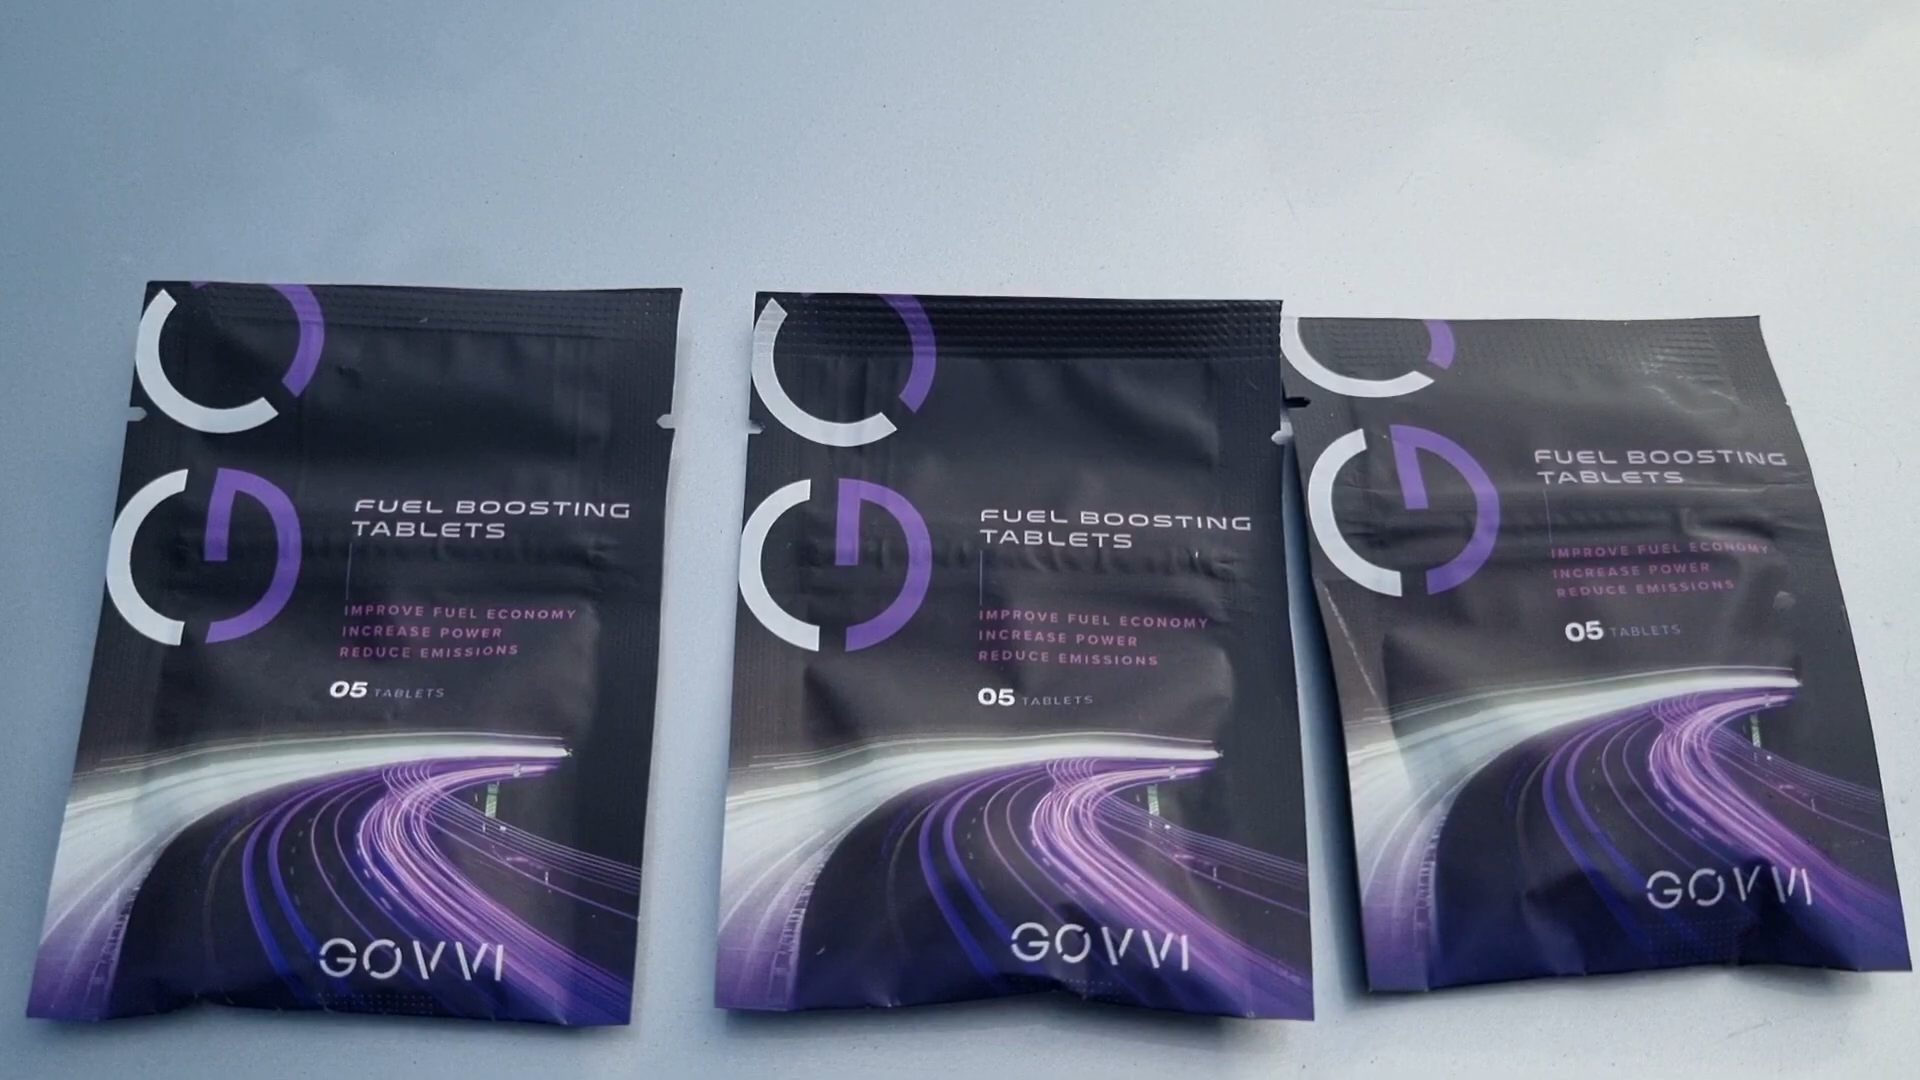 FUEL BOOSTING
TABLETS
IMPROVE FUEL ECONOMY
INCREASE POWER
REDUCE EMISSIONS
05 TABLETS
GOVVI
FUEL BOOSTING
TABLETS
IMPROVE FUEL ECONOMY
INCREASE POWER
REDUCE EMISSIONS
05 TABLETS
GOVVI
FUEL BOOSTING
TABLETS
IMPROVE FUEL ECONOMY
INCREASE POWER
REDUCE EMISSIONS
05 TABLETS
GOVVI